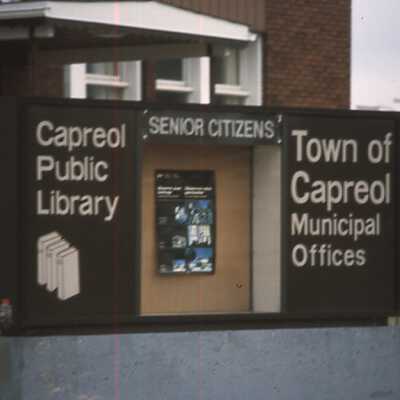 Capreol
Public
Library
SENIOR CITIZENS
Town of
Capreol
Municipal
Offices